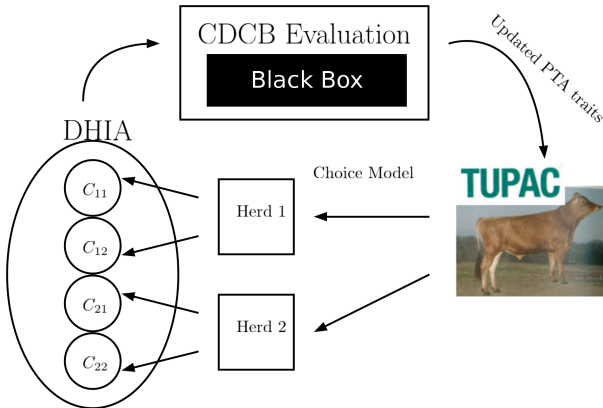 CDCB Evaluation
Black Box
Updated PTA traits
DHIA
TUPAC
Choice Model
C11
Herd 1
C12
C21
Herd 2
C22